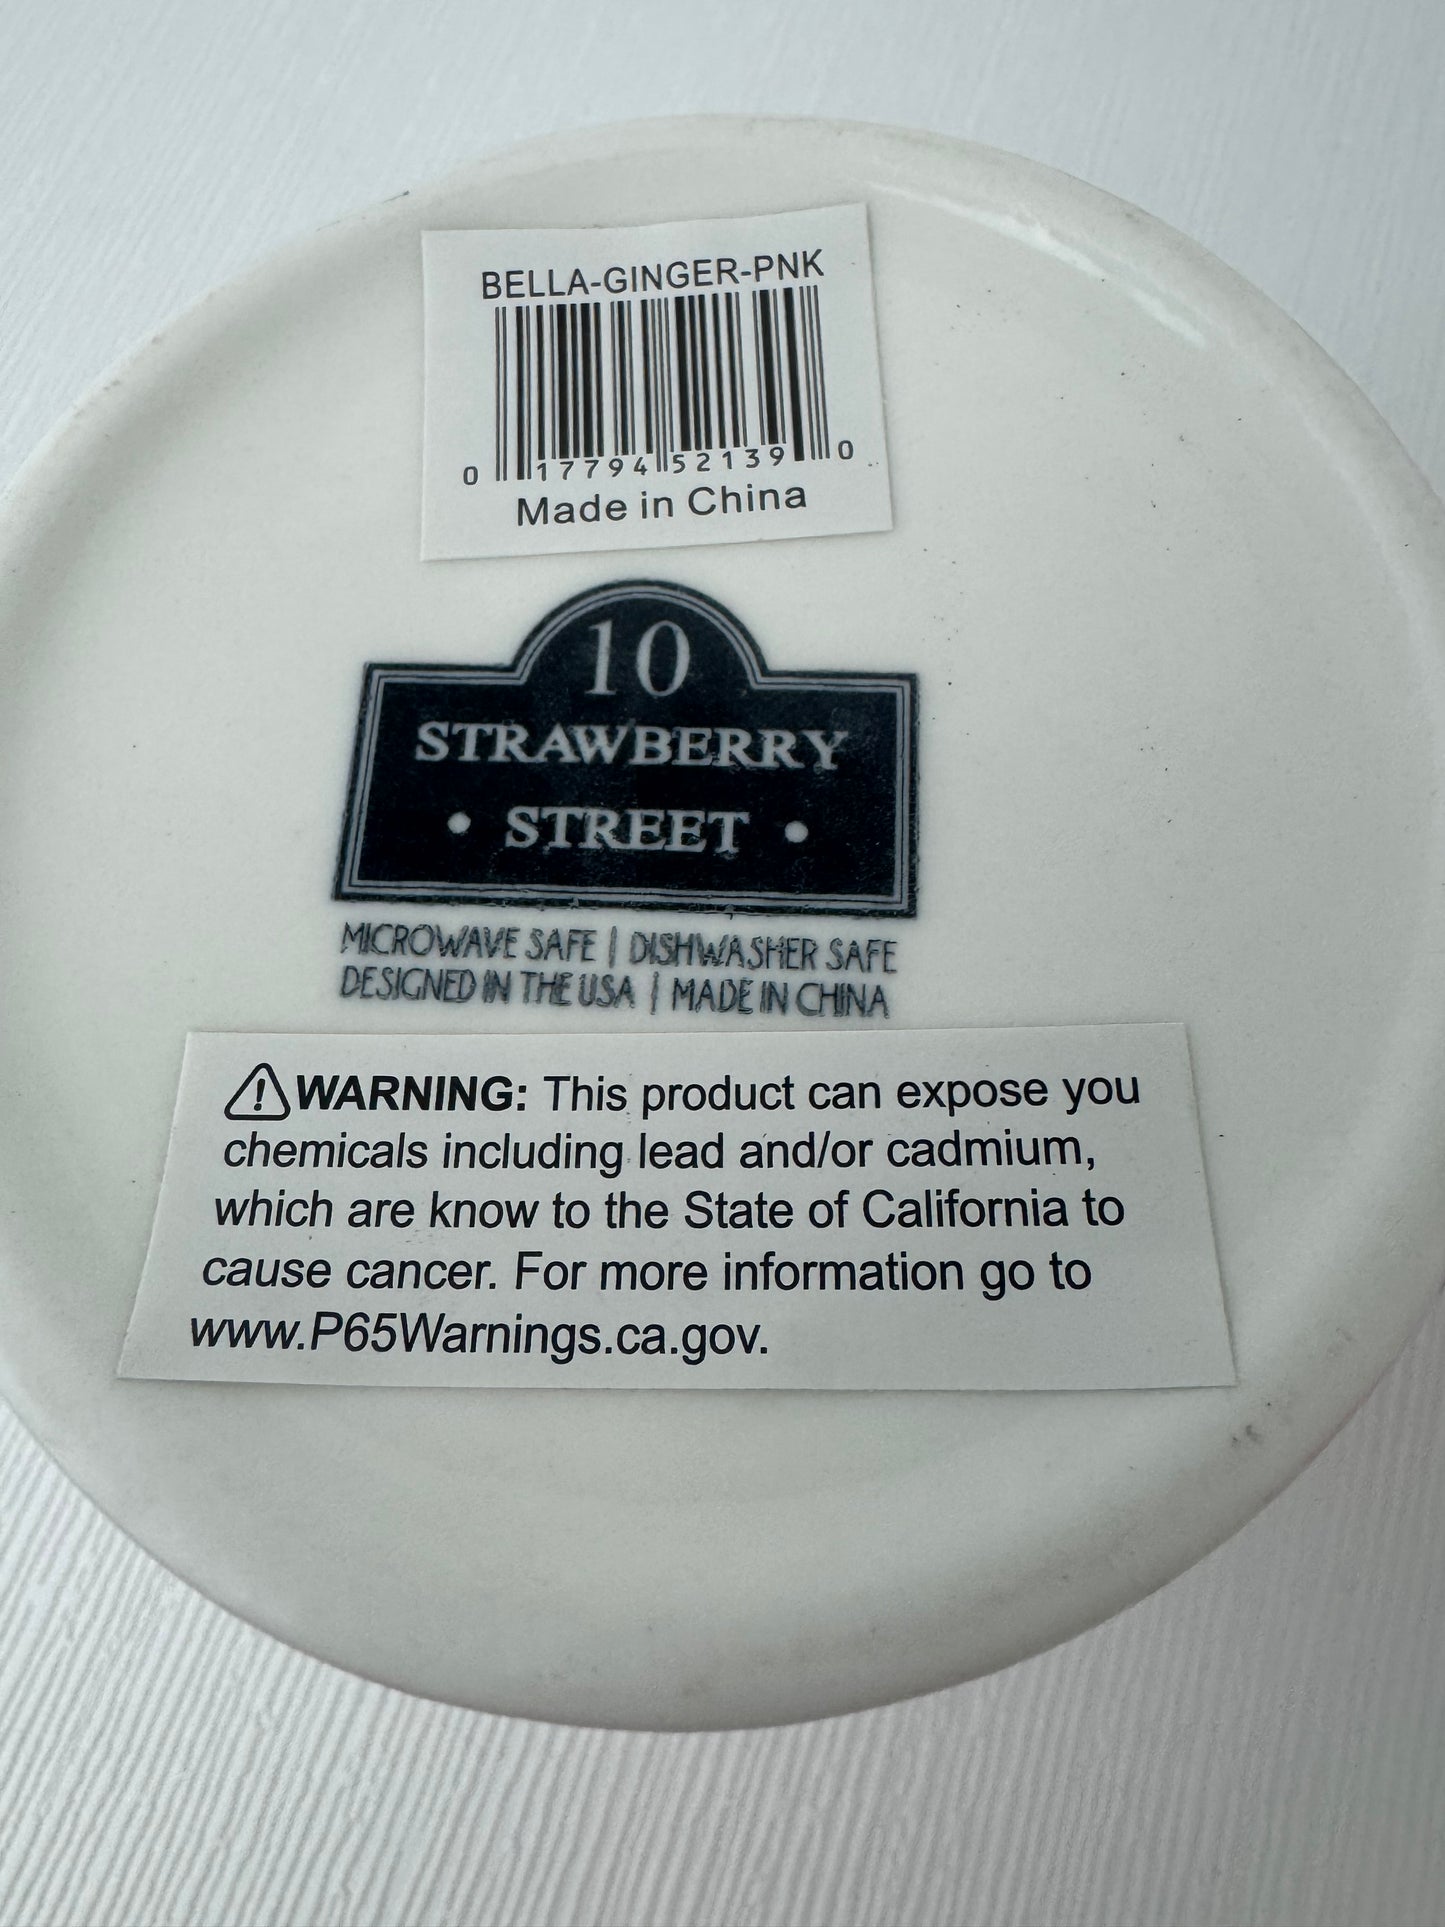 BELLA-GINGER-PNK
0 17794 52139 0
Made in China
10
STRAWBERRY
• STREET •
MICROWAVE SAFE | DISHWASHER SAFE
DESIGNED IN THE USA | MADE IN CHINA
⚠WARNING: This product can expose you
chemicals including lead and/or cadmium,
which are know to the State of California to
cause cancer. For more information go to
www.P65Warnings.ca.gov.